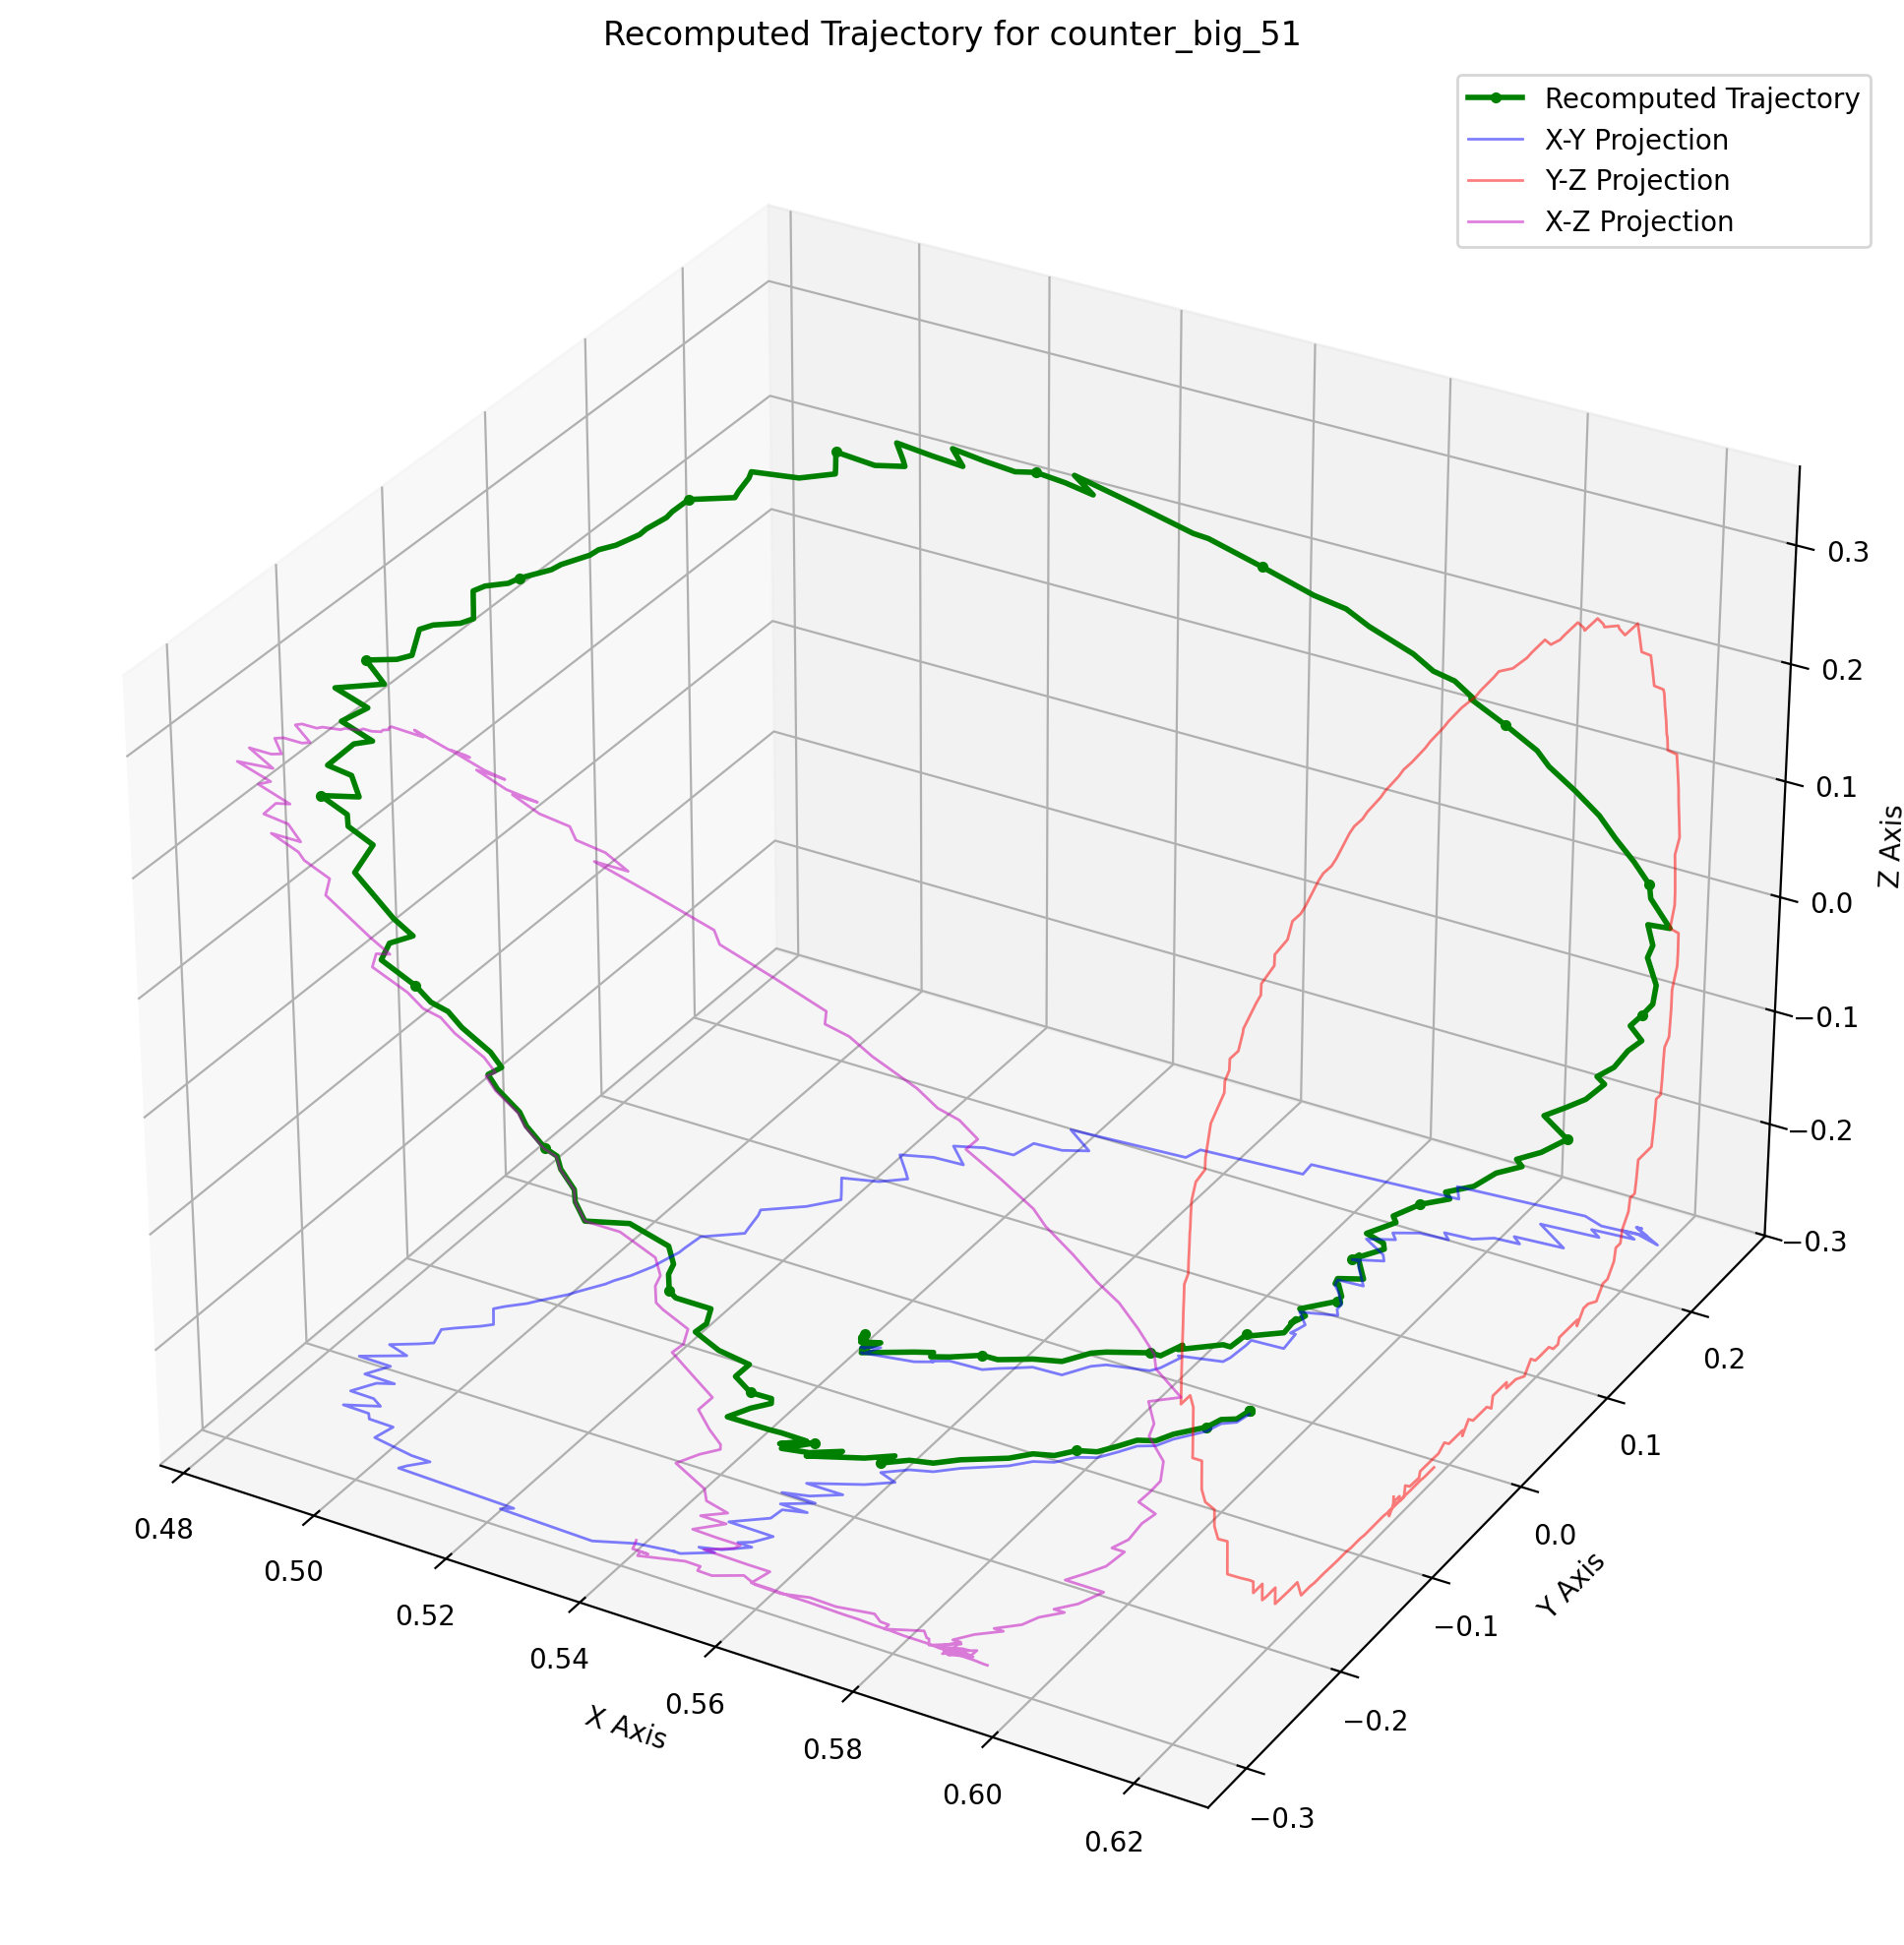 Recomputed Trajectory for counter_big_51
Recomputed Trajectory
X-Y Projection
Y-Z Projection
X-Z Projection
0.3
0.2
0.1
0.0
−0.1
−0.2
−0.3
Z Axis
0.2
0.1
0.0
−0.1
−0.2
−0.3
Y Axis
0.48
0.50
0.52
0.54
0.56
0.58
0.60
0.62
X Axis